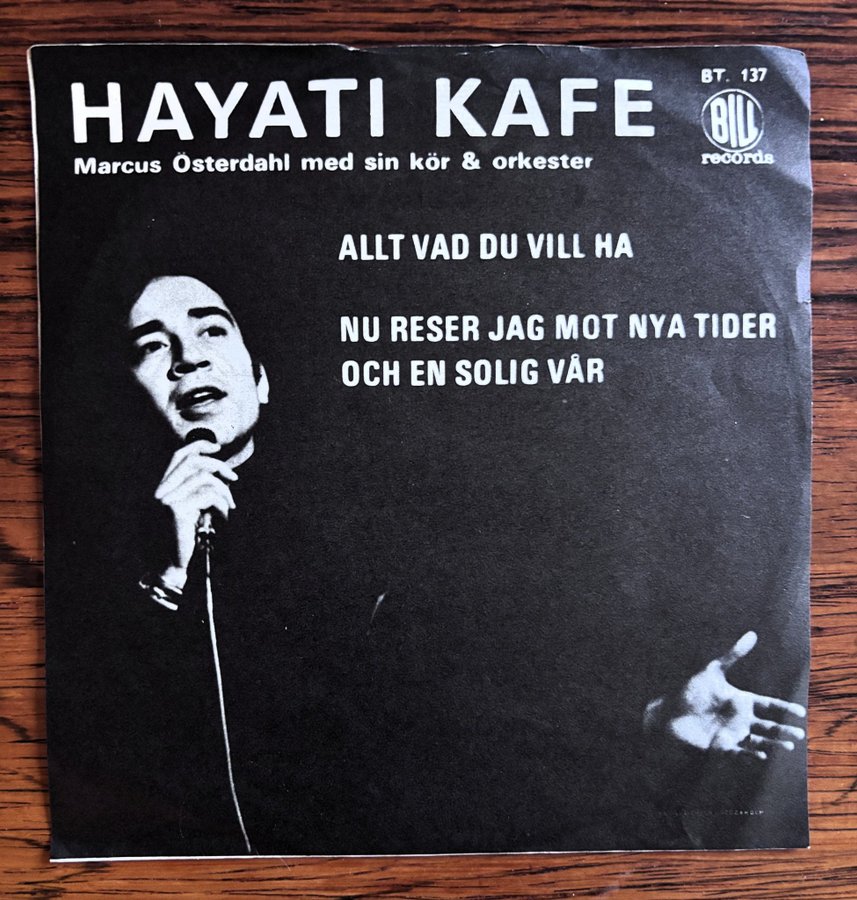 HAYATI KAFE
BT. 137
BILL
records
Marcus Österdahl med sin kör & orkester
ALLT VAD DU VILL HA
NU RESER JAG MOT NYA TIDER
OCH EN SOLIG VÅR